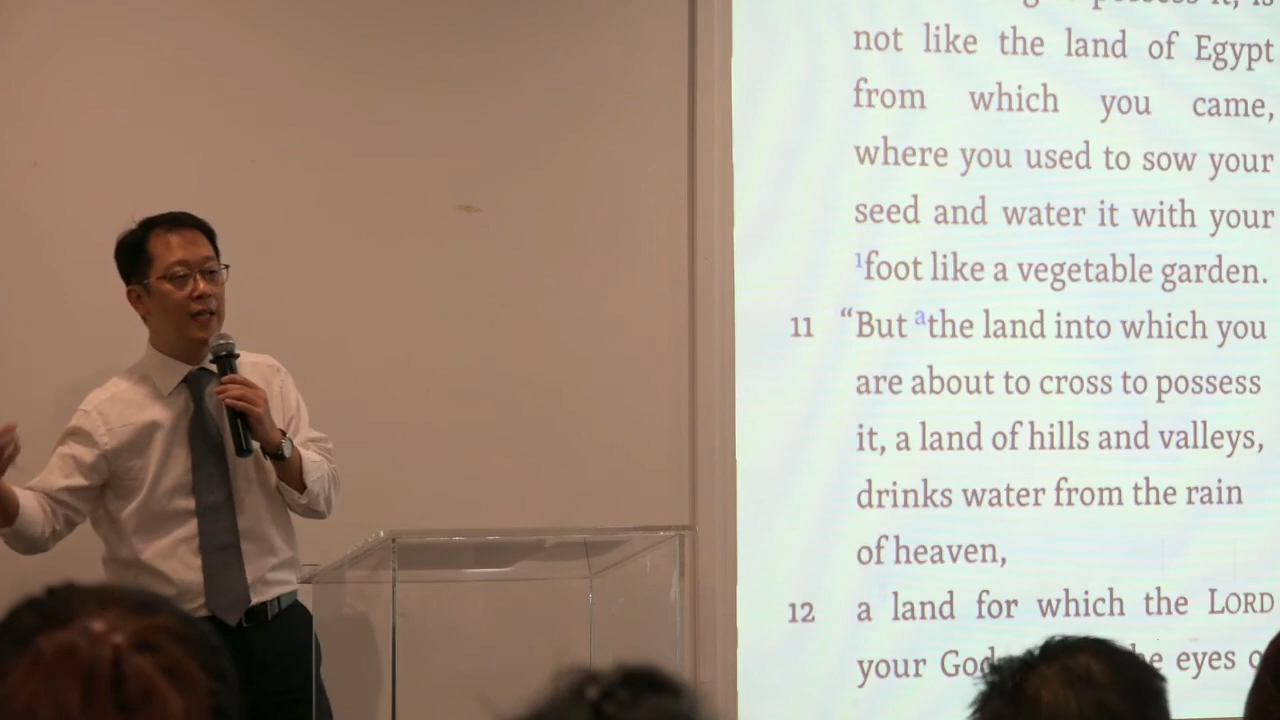 not like the land of Egypt
from which you came,
where you used to sow your
seed and water it with your
¹foot like a vegetable garden.
11 “But ᵃthe land into which you
are about to cross to possess
it, a land of hills and valleys,
drinks water from the rain
of heaven,
12 a land for which the LORD
your God eyes